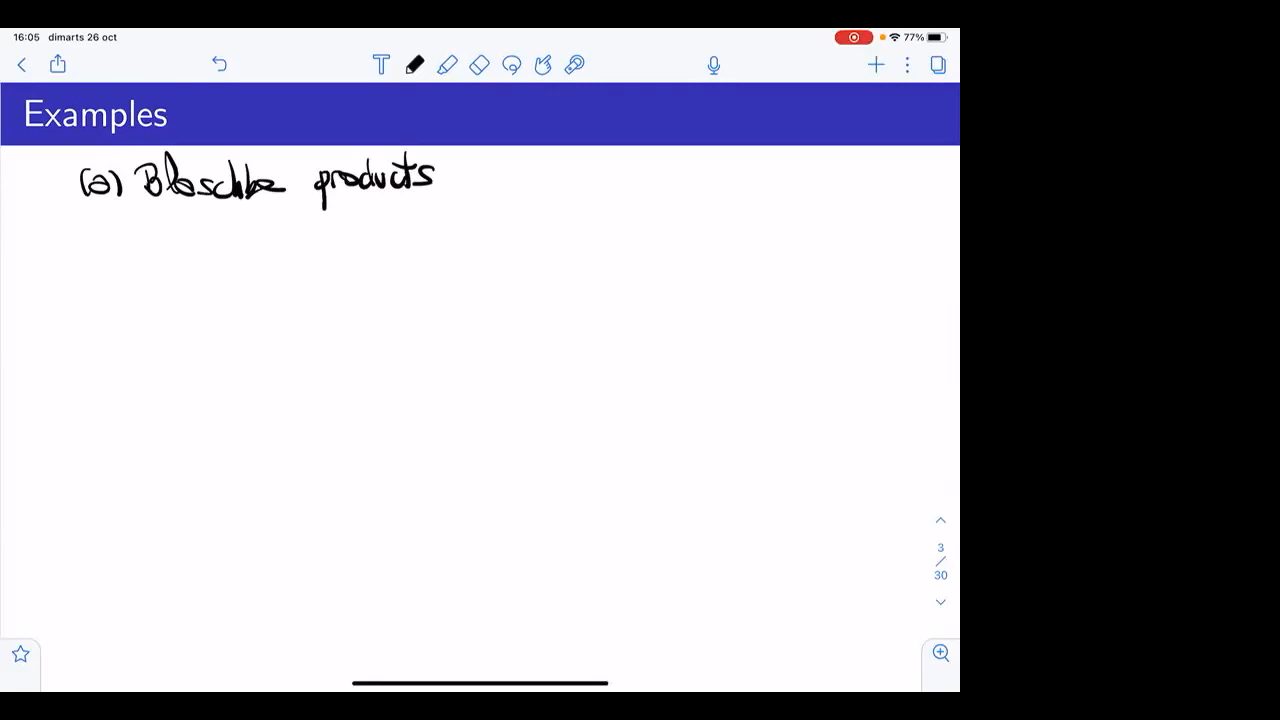 16:05 dimarts 26 oct 77%
Examples
(a) Blaschke products
3
/
30